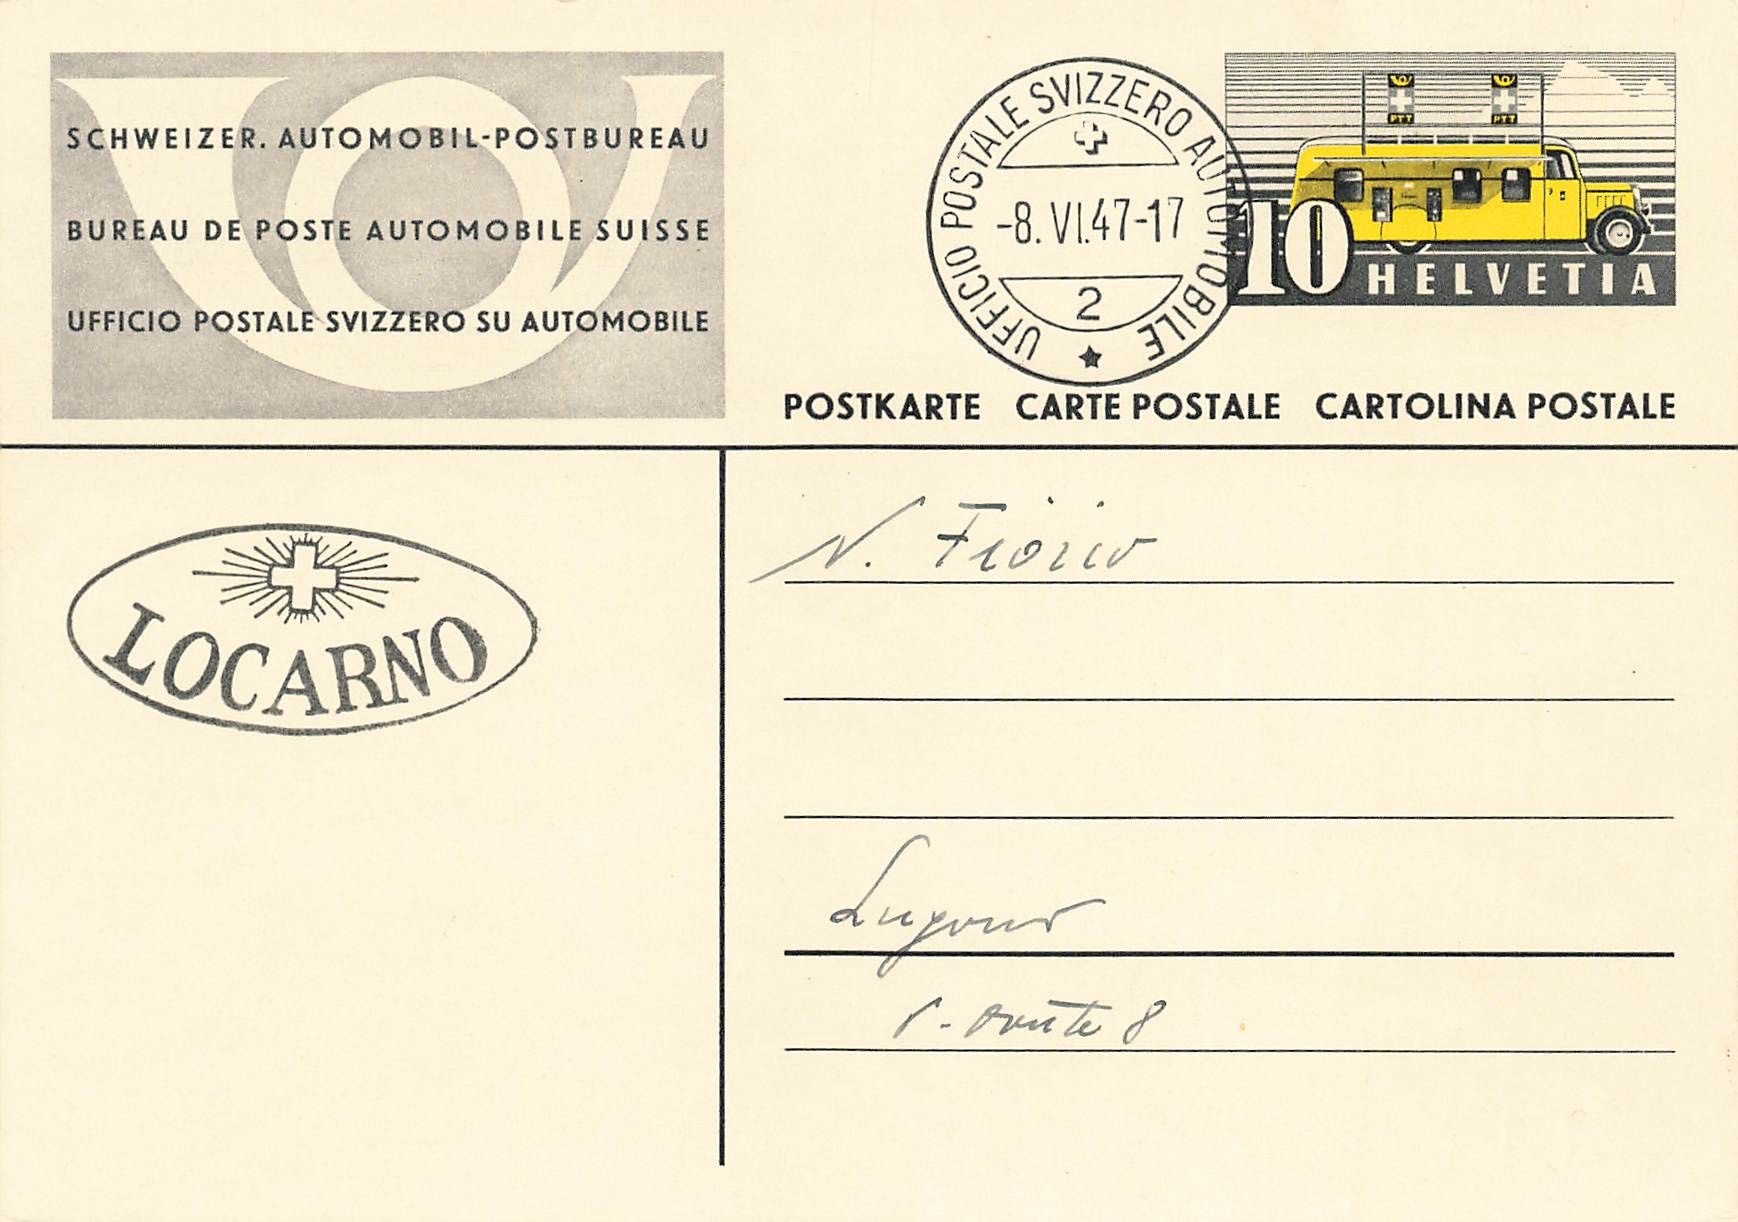 SCHWEIZER. AUTOMOBIL-POSTBUREAU
BUREAU DE POSTE AUTOMOBILE SUISSE
UFFICIO POSTALE SVIZZERO SU AUTOMOBILE
UFFICIO POSTALE SVIZZERO AUTOMOBILE
-8. VI. 47-17
2
PTT PTT
10 HELVETIA
POSTKARTE CARTE POSTALE CARTOLINA POSTALE
LOCARNO
N. Fiorio
Lugano
8